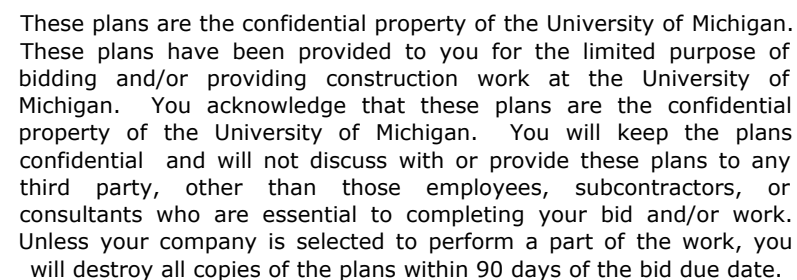 These plans are the confidential property of the University of Michigan.
These plans have been provided to you for the limited purpose of
bidding and/or providing construction work at the University of
Michigan. You acknowledge that these plans are the confidential
property of the University of Michigan. You will keep the plans
confidential and will not discuss with or provide these plans to any
third party, other than those employees, subcontractors, or
consultants who are essential to completing your bid and/or work.
Unless your company is selected to perform a part of the work, you
will destroy all copies of the plans within 90 days of the bid due date.